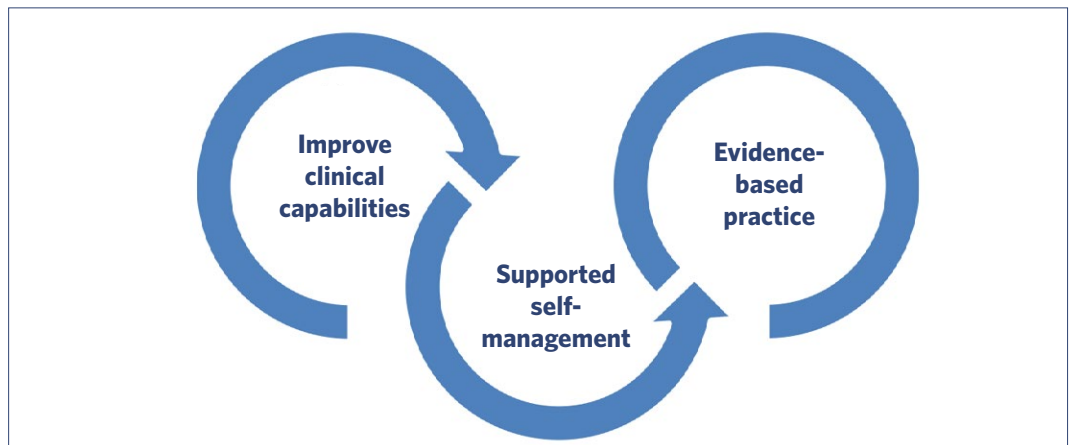 Improve
clinical
capabilities
Supported
self-
management
Evidence-
based
practice